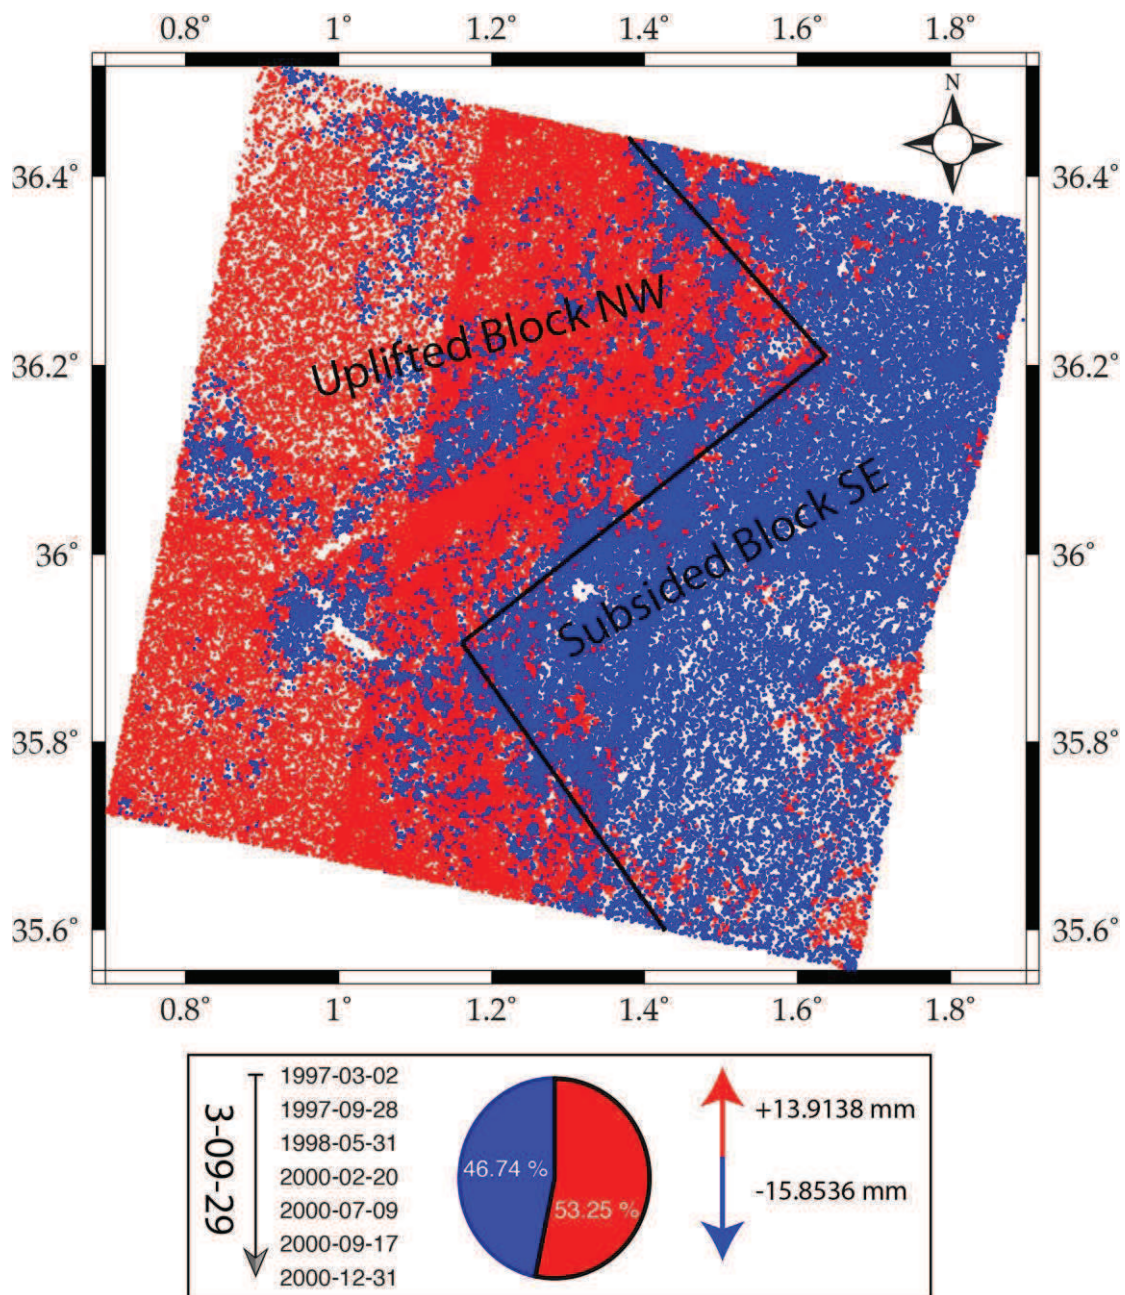 0.8° 1° 1.2° 1.4° 1.6° 1.8°
N
36.4° 36.4°
Uplifted Block NW
36.2° 36.2°
Subsided Block SE
36° 36°
35.8° 35.8°
35.6° 35.6°
0.8° 1° 1.2° 1.4° 1.6° 1.8°
3-09-29
1997-03-02
1997-09-28
1998-05-31
2000-02-20
2000-07-09
2000-09-17
2000-12-31
46.74 %
53.25 %
+13.9138 mm
-15.8536 mm